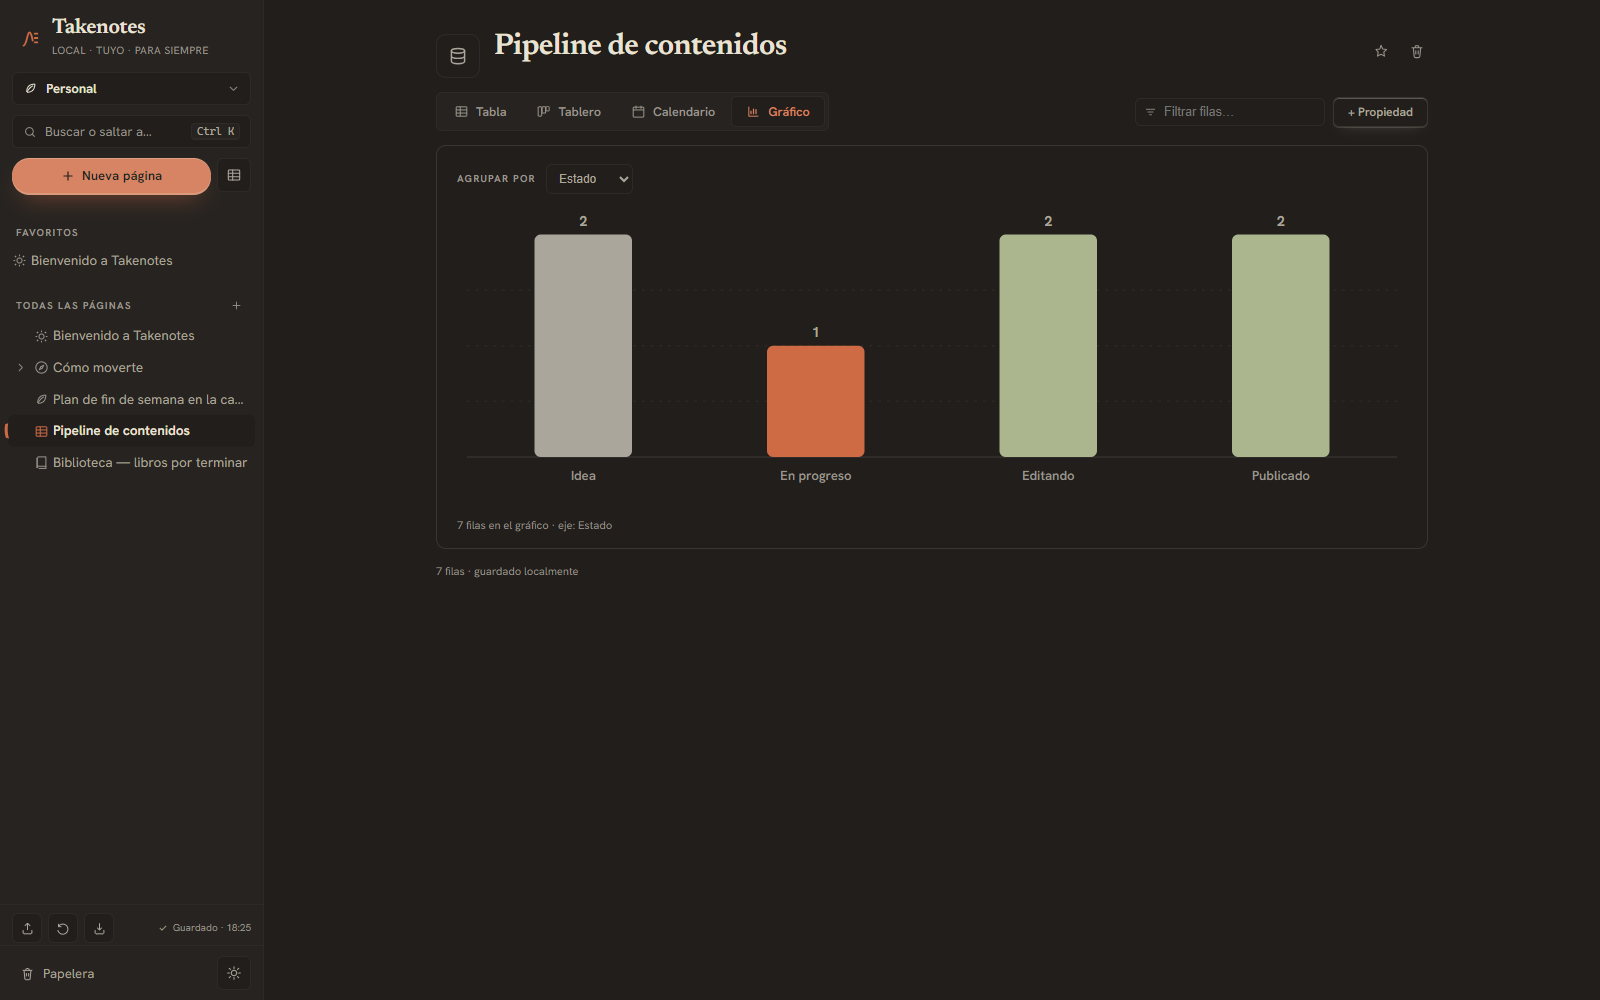 Takenotes
LOCAL · TUYO · PARA SIEMPRE
Personal
Buscar o saltar a... Ctrl K
+ Nueva página
FAVORITOS
Bienvenido a Takenotes
TODAS LAS PÁGINAS +
Bienvenido a Takenotes
Cómo moverte
Plan de fin de semana en la ca...
Pipeline de contenidos
Biblioteca — libros por terminar
Guardado · 18:25
Papelera
Pipeline de contenidos
Tabla Tablero Calendario Gráfico
Filtrar filas... + Propiedad
AGRUPAR POR Estado
2 1 2 2
Idea En progreso Editando Publicado
7 filas en el gráfico · eje: Estado
7 filas · guardado localmente